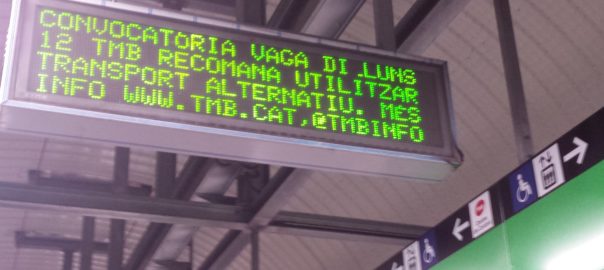 CONVOCATORIA VAGA DI.LUNS
12 TMB RECOMANA UTILITZAR
TRANSPORT ALTERNATIU. MES
INFO WWW.TMB.CAT,@TMBINFO